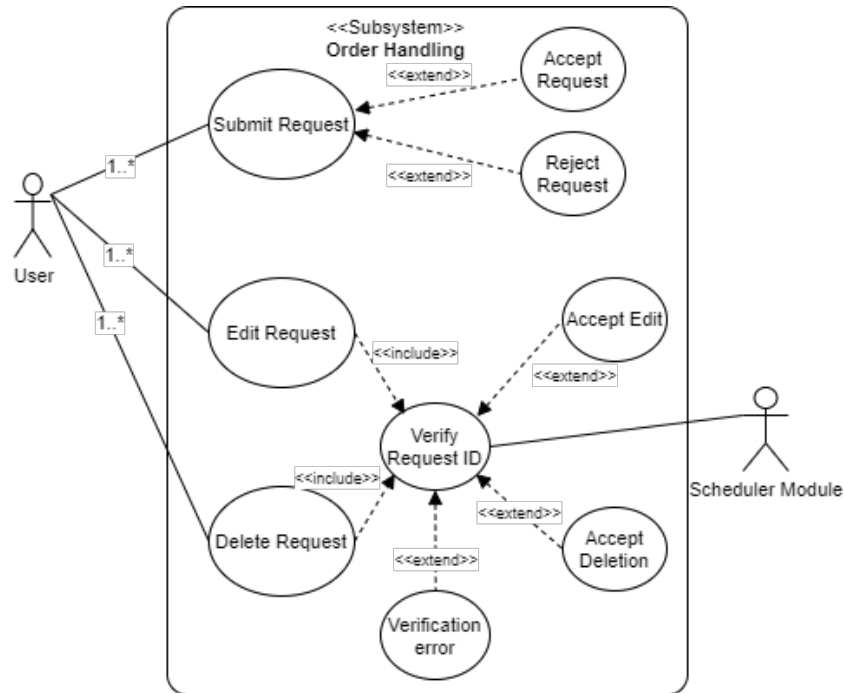 <<Subsystem>>
Order Handling
Accept
Request
<<extend>>
Submit Request
1..*
<<extend>>
Reject
Request
User
1..*
1..*
Edit Request
Accept Edit
<<include>>
<<extend>>
Verify
Request ID
Scheduler Module
<<include>>
<<extend>>
Delete Request
Accept
Deletion
<<extend>>
Verification
error